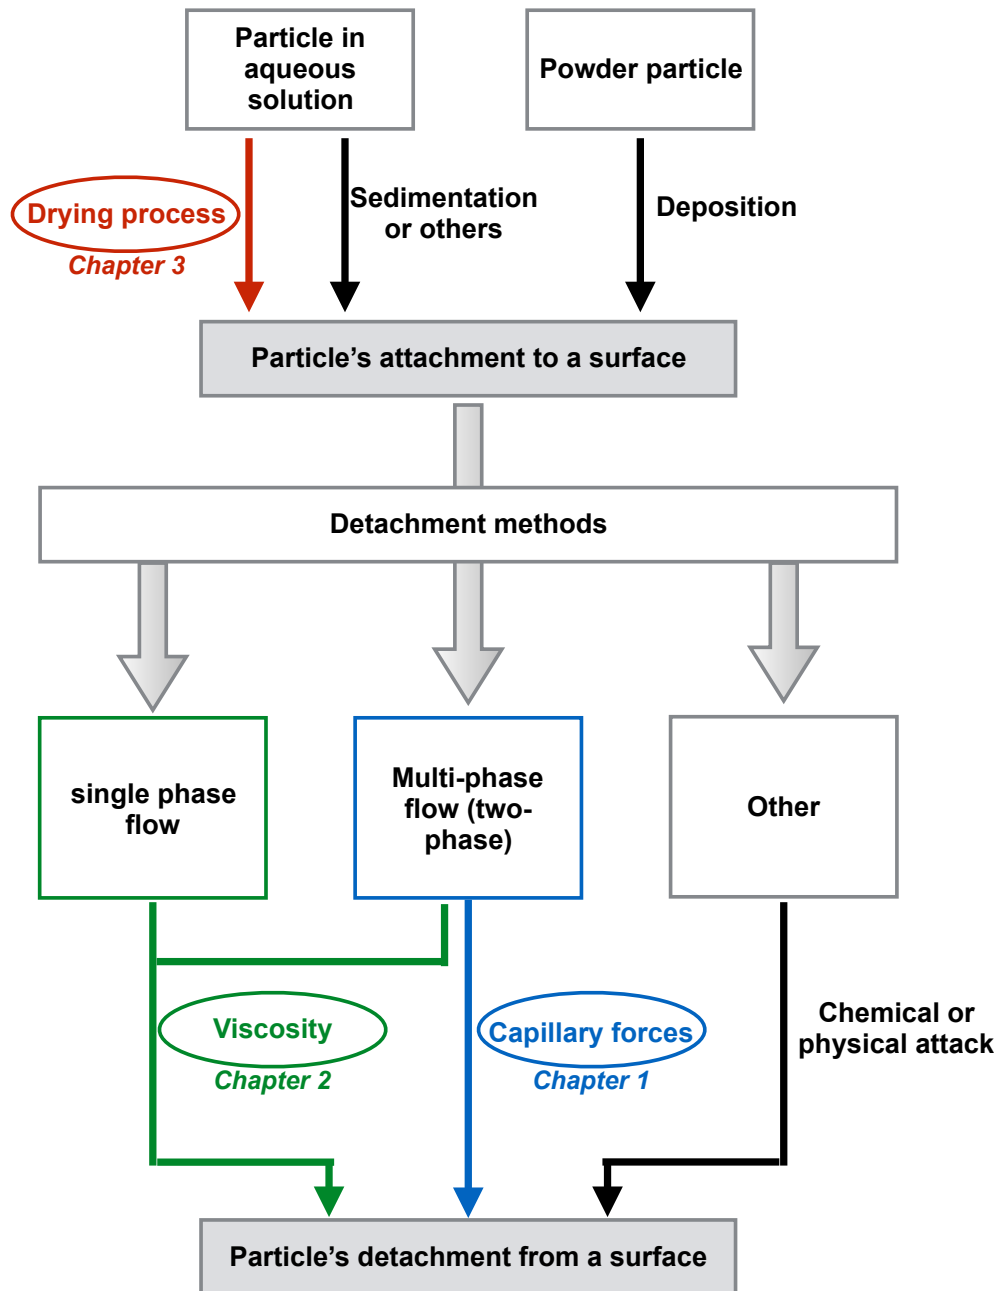 Particle in
aqueous
solution
Powder particle
Drying process
Chapter 3
Sedimentation
or others
Deposition
Particle’s attachment to a surface
Detachment methods
single phase
flow
Multi-phase
flow (two-
phase)
Other
Viscosity
Chapter 2
Capillary forces
Chapter 1
Chemical or
physical attack
Particle’s detachment from a surface